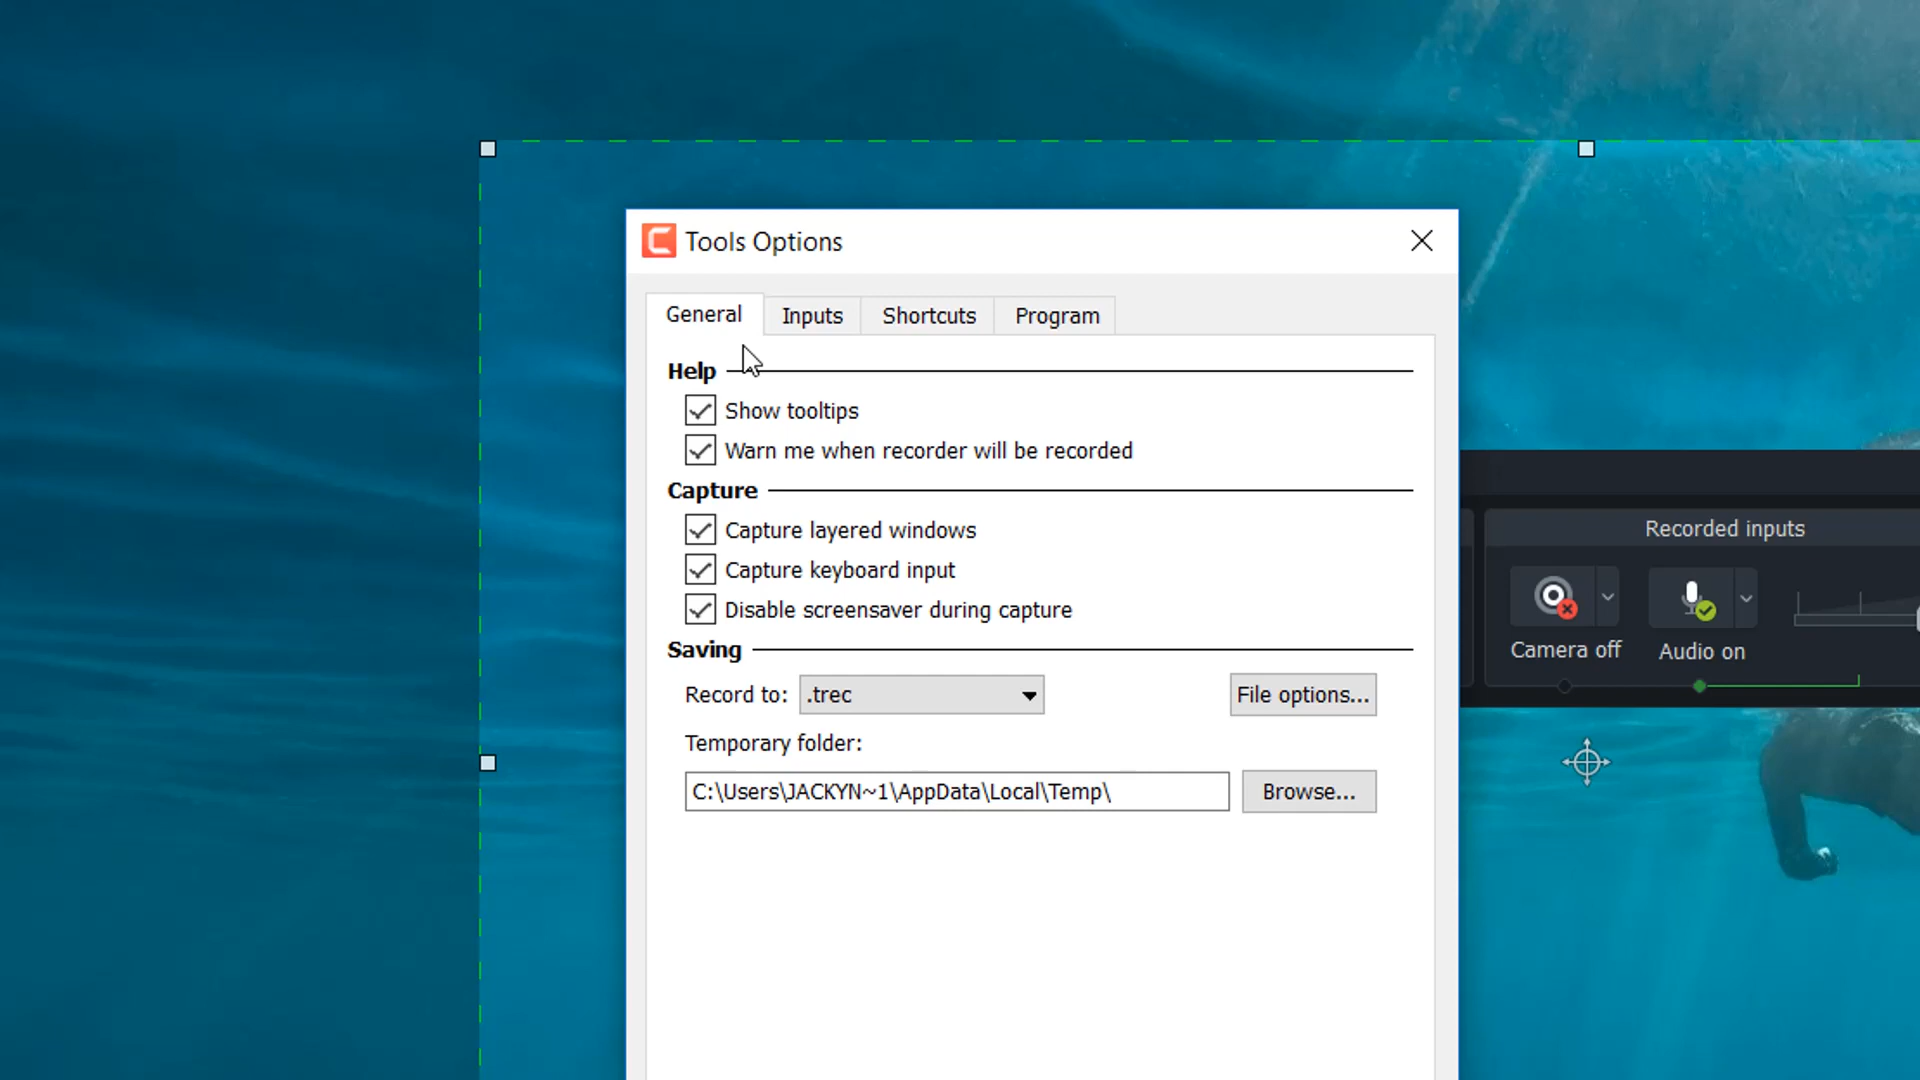 Tools Options
General
Inputs
Shortcuts
Program
Help
Show tooltips
Warn me when recorder will be recorded
Capture
Capture layered windows
Capture keyboard input
Disable screensaver during capture
Saving
Record to:
.trec
File options...
Temporary folder:
C:\Users\JACKYN~1\AppData\Local\Temp\
Browse...
Recorded inputs
Camera off
Audio on